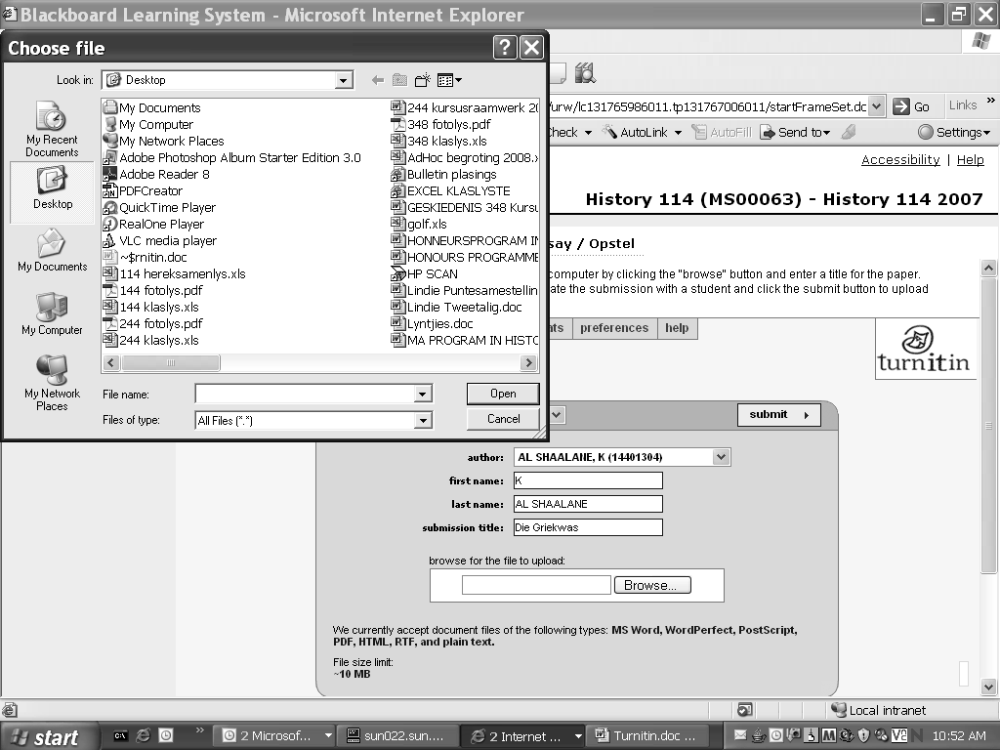 Blackboard Learning System - Microsoft Internet Explorer
Choose file
Look in: Desktop
My Recent Documents
Desktop
My Documents
My Computer
My Network Places
My Documents
My Computer
My Network Places
Adobe Photoshop Album Starter Edition 3.0
Adobe Reader 8
PDFCreator
QuickTime Player
RealOne Player
VLC media player
~$rnitin.doc
114 hereksamenlys.xls
144 fotolys.pdf
144 klaslys.xls
244 fotolys.pdf
244 klaslys.xls
244 kursusraamwerk 20
348 fotolys.pdf
348 klaslys.xls
AdHoc begroting 2008.x
Bulletin plasings
EXCEL KLASLYSTE
GESKIEDENIS 348 Kursu
golf.xls
HONNEURSPROGRAM IN
HONOURS PROGRAMME
HP SCAN
Lindie Puntesamestellin
Lindie Tweetalig.doc
Lyntjies.doc
MA PROGRAM IN HISTO
File name:
Open
Files of type: All Files (*.*)
Cancel
/urw/lc131765986011.tp131767006011/startFrameSet.dc Go Links »
Check AutoLink AutoFill Send to Settings
Accessibility | Help
History 114 (MS00063) - History 114 2007
say / Opstel
computer by clicking the "browse" button and enter a title for the paper.
ate the submission with a student and click the submit button to upload
nts preferences help
turnitin
submit
author: AL SHAALANE, K (14401304)
first name: K
last name: AL SHAALANE
submission title: Die Griekwas
browse for the file to upload:
Browse...
We currently accept document files of the following types: MS Word, WordPerfect, PostScript,
PDF, HTML, RTF, and plain text.
File size limit:
~10 MB
Local intranet
start » 2 Microsof... sun022.sun.... 2 Internet ... Turnitin.doc ... 10:52 AM